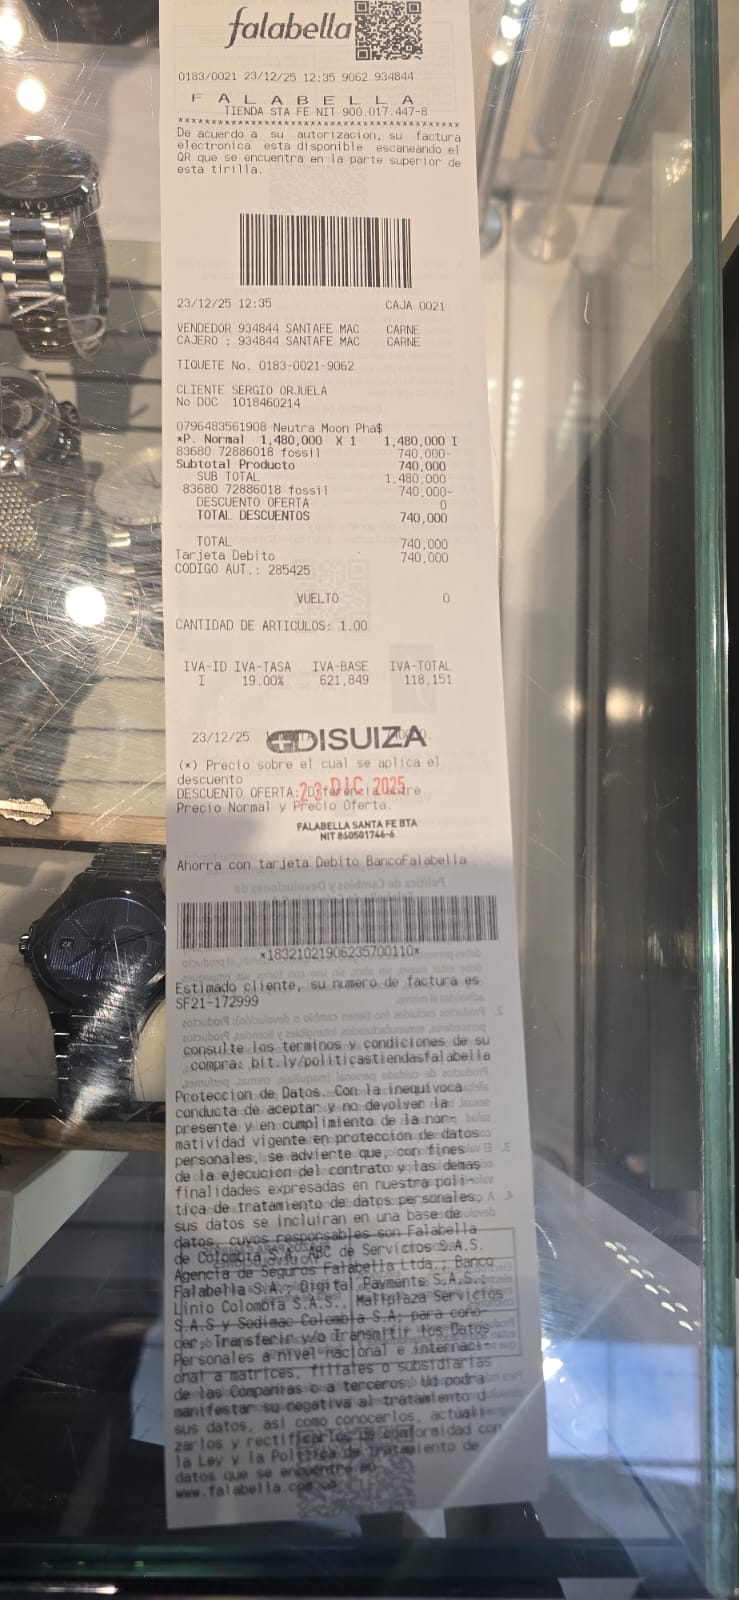 falabella
0183/0021 23/12/25 12:35 9062 934844
F A L A B E L L A
TIENDA STA FE NIT 900.017.447-8
****************************************
De acuerdo a su autorizacion, su factura
electronica esta disponible escaneando el
QR que se encuentra en la parte superior de
esta tirilla.
23/12/25 12:35 CAJA 0021
VENDEDOR 934844 SANTAFE MAC CARNE
CAJERO : 934844 SANTAFE MAC CARNE
TIQUETE No. 0183-0021-9062
CLIENTE SERGIO ORJUELA
No DOC 1018460214
0796483561908 Neutra Moon Pha$
*P. Normal 1,480,000 X 1 1,480,000 I
83680 72886018 fossil 740,000-
Subtotal Producto 740,000
SUB TOTAL 1,480,000
83680 72886018 fossil 740,000-
DESCUENTO OFERTA 0
TOTAL DESCUENTOS 740,000
TOTAL 740,000
Tarjeta Debito 740,000
CODIGO AUT.: 285425
VUELTO 0
CANTIDAD DE ARTICULOS: 1.00
IVA-ID IVA-TASA IVA-BASE IVA-TOTAL
I 19.00% 621,849 118,151
23/12/25
DISUIZA
(*) Precio sobre el cual se aplica el
descuento
DESCUENTO OFERTA: Diferencia entre
23 DIC 2025
Precio Normal y Precio Oferta.
FALABELLA SANTA FE BTA
NIT 860501746-6
Ahorra con tarjeta Debito BancoFalabella
*18321021906235700110*
Estimado cliente, su numero de factura es
SF21-172999
consulte los terminos y condiciones de su
compra: bit.ly/politicastiendasfalabella
Proteccion de Datos. Con la inequivoca
conducta de aceptar y no devolver la
presente y en cumplimiento de la nor-
matividad vigente en proteccion de datos
personales, se advierte que, con fines
de la ejecucion del contrato y las demas
finalidades expresadas en nuestra poli-
tica de tratamiento de datos personales,
sus datos se incluiran en una base de
datos, cuyos responsables son Falabella
de Colombia S.A, ABC de Servicios S.A.S.
Agencia de Seguros Falabella Ltda., Banco
Falabella S.A., Digital Payments S.A.S.,
Linio Colombia S.A.S., Mallplaza Servicios
S.A.S y Sodimac Colombia S.A; para cono-
cer, Transferir y/o Transmitir los Datos
Personales a nivel nacional e internaci-
onal a matrices, filiales o subsidiarias
de las Companias o a terceros. Ud podra
manifestar su negativa al tratamiento d
sus datos, asi como conocerlos, actuali-
zarlos y rectificarlos de conformidad con
la Ley y la Politica de Tratamiento de
datos que se encuentra en
www.falabella.com.co